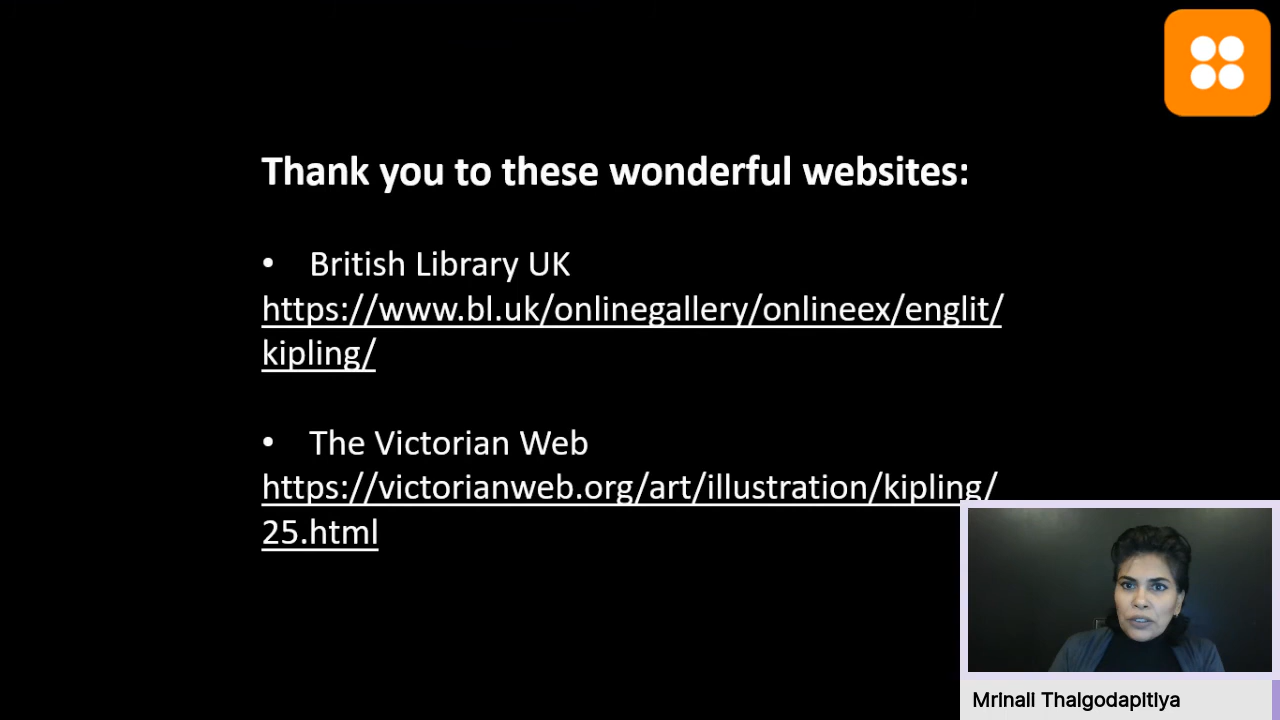 Thank you to these wonderful websites:
• British Library UK
https://www.bl.uk/onlinegallery/onlineex/englit/
kipling/
• The Victorian Web
https://victorianweb.org/art/illustration/kipling/
25.html
Mrinali Thalgodapitiya